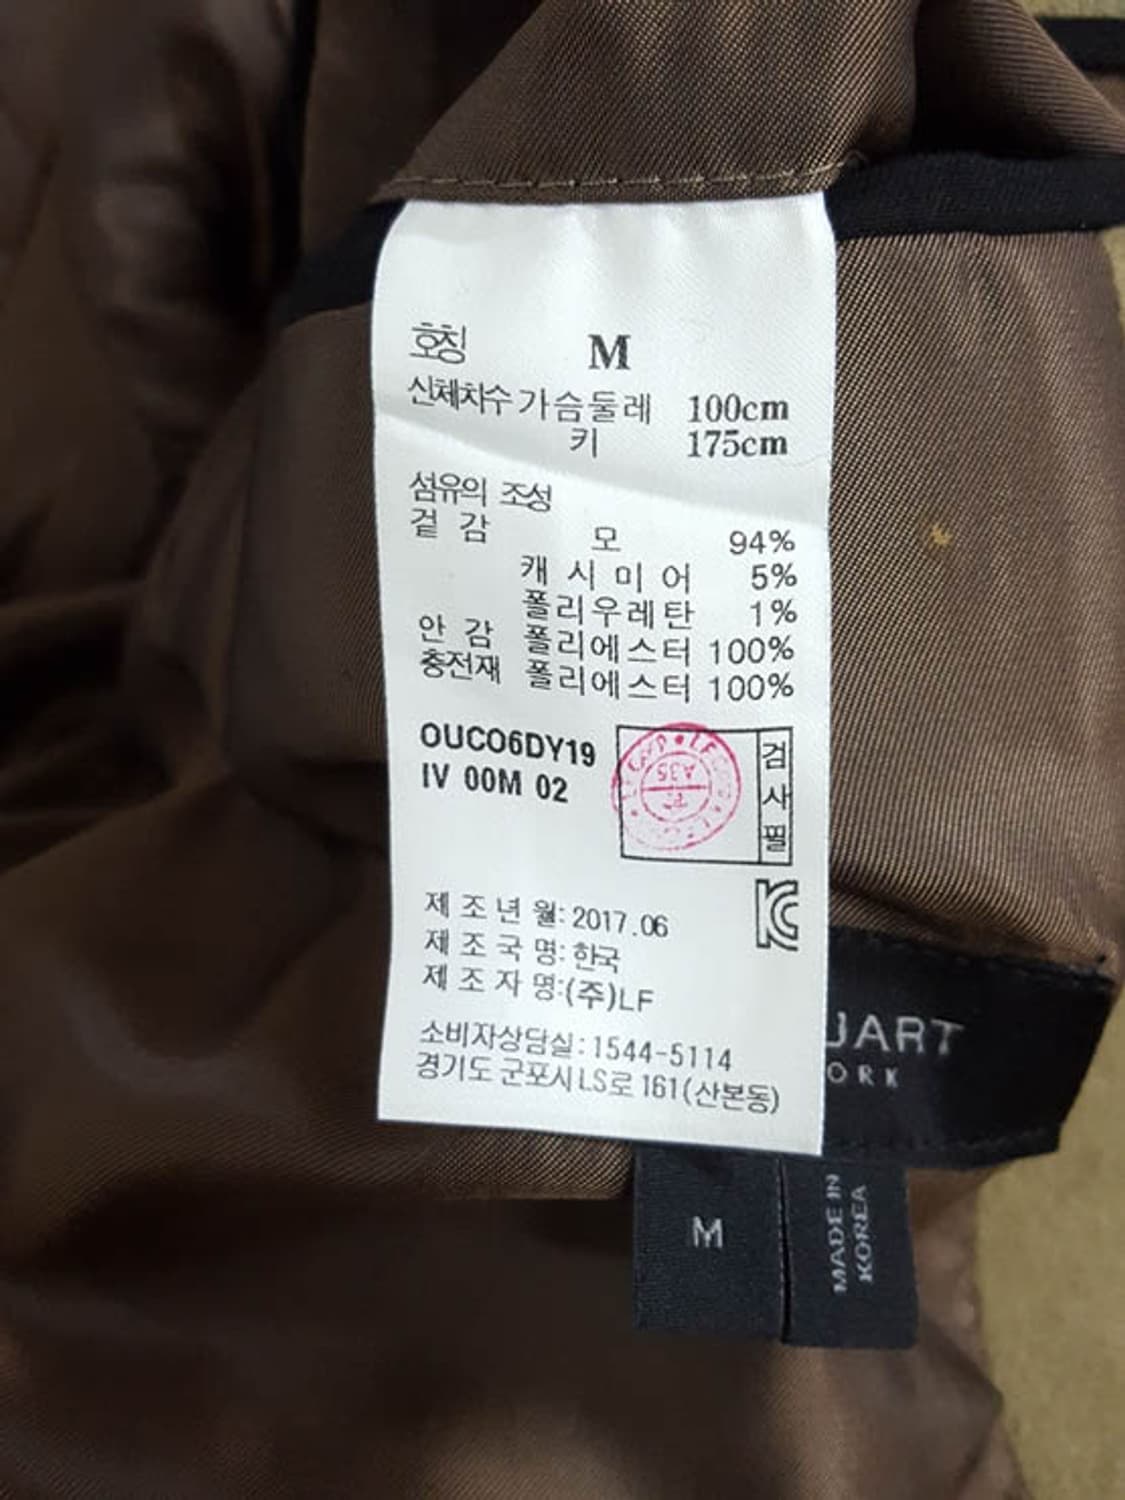 호칭 M
신체치수 가슴둘레 100cm
키 175cm
섬유의 조성
겉감 모 94%
캐시미어 5%
폴리우레탄 1%
안감 폴리에스터 100%
충전재 폴리에스터 100%
OUCO6DY19
IV 00M 02
검사필
제조년월: 2017.06
제조국명: 한국
제조자명:(주)LF
소비자상담실:1544-5114
경기도 군포시 LS로 161(산본동)
UART
ORK
M
MADE IN
KOREA